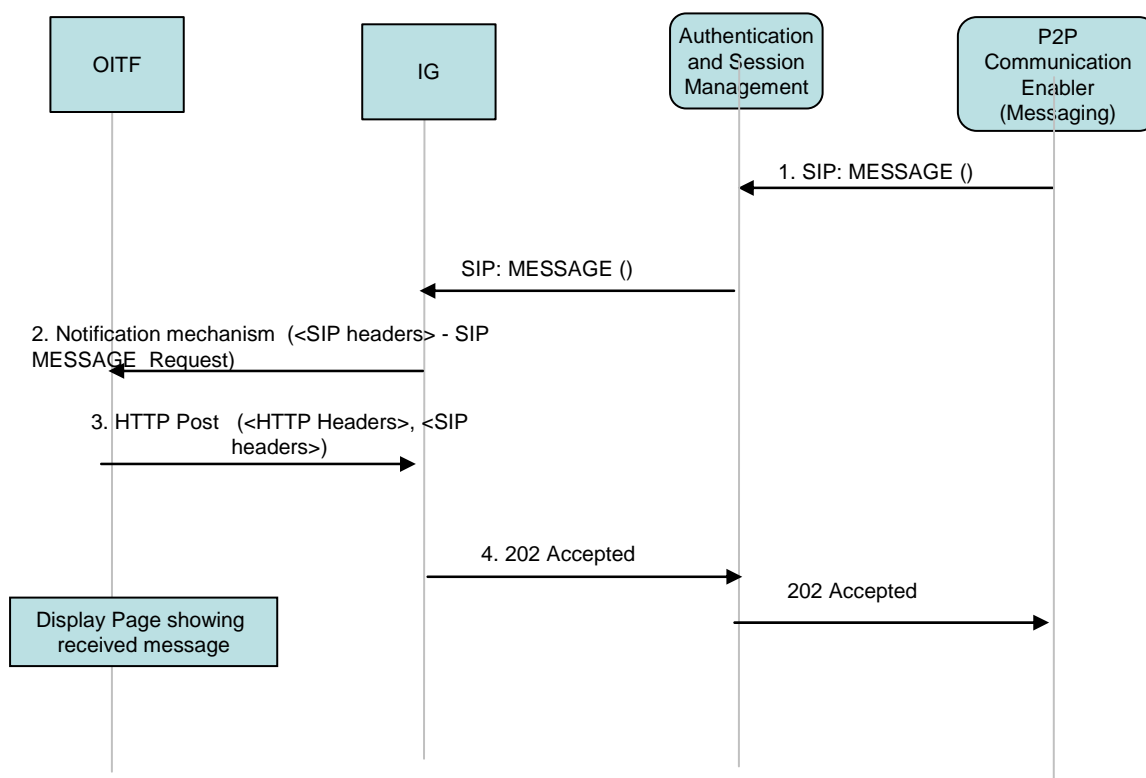 OITF
IG
Authentication
and Session
Management
P2P
Communication
Enabler
(Messaging)
1. SIP: MESSAGE ()
SIP: MESSAGE ()
2. Notification mechanism (<SIP headers> - SIP
MESSAGE Request)
3. HTTP Post (<HTTP Headers>, <SIP
headers>)
4. 202 Accepted
202 Accepted
Display Page showing
received message